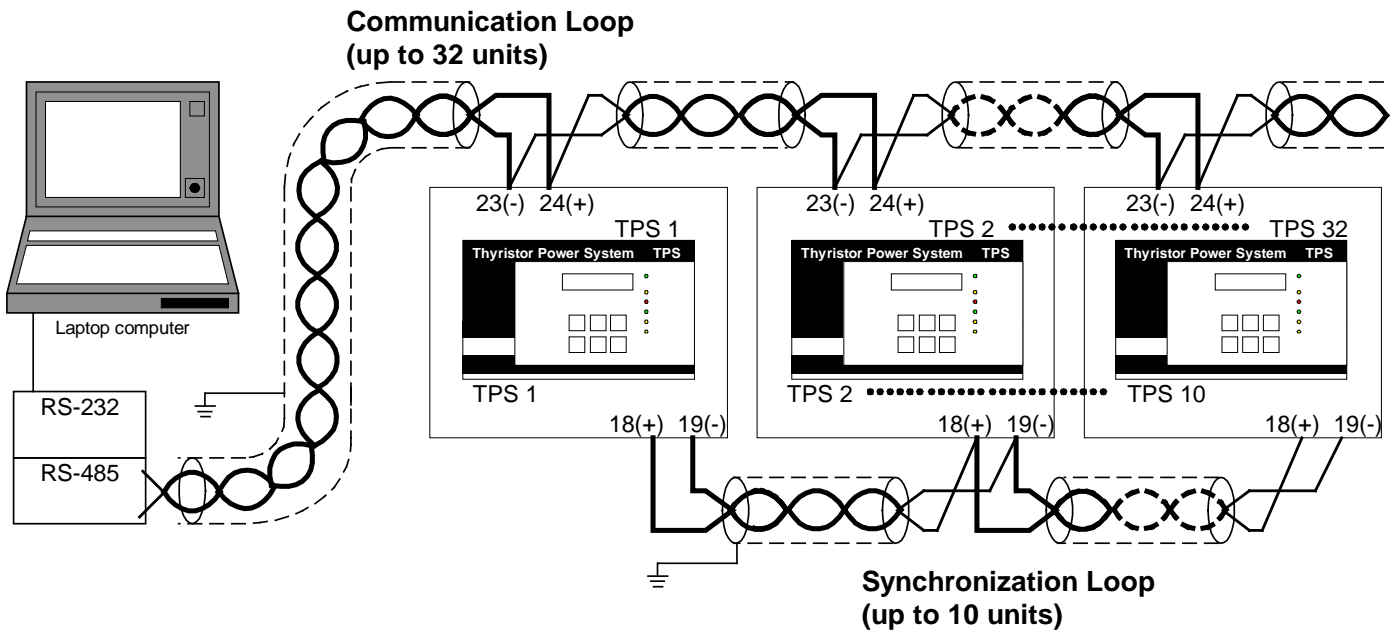 Communication Loop
(up to 32 units)
23(-) 24(+)
23(-) 24(+)
23(-) 24(+)
TPS 1
TPS 2
TPS 32
Thyristor Power System TPS
Thyristor Power System TPS
Thyristor Power System TPS
Laptop computer
TPS 1
TPS 2
TPS 10
RS-232
18(+) 19(-)
18(+) 19(-)
18(+) 19(-)
RS-485
Synchronization Loop
(up to 10 units)